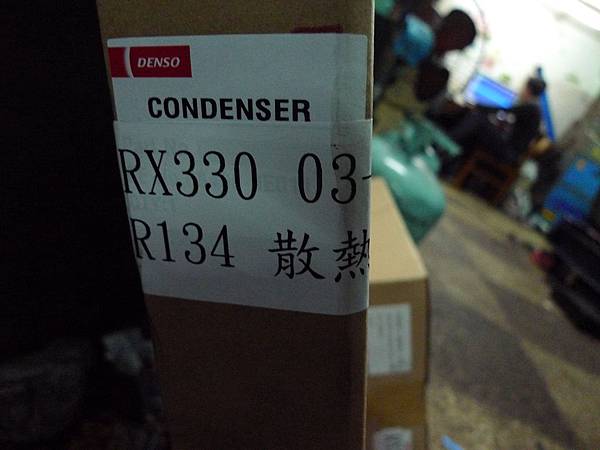 DENSO
CONDENSER
RX330 03-
R134 散熱